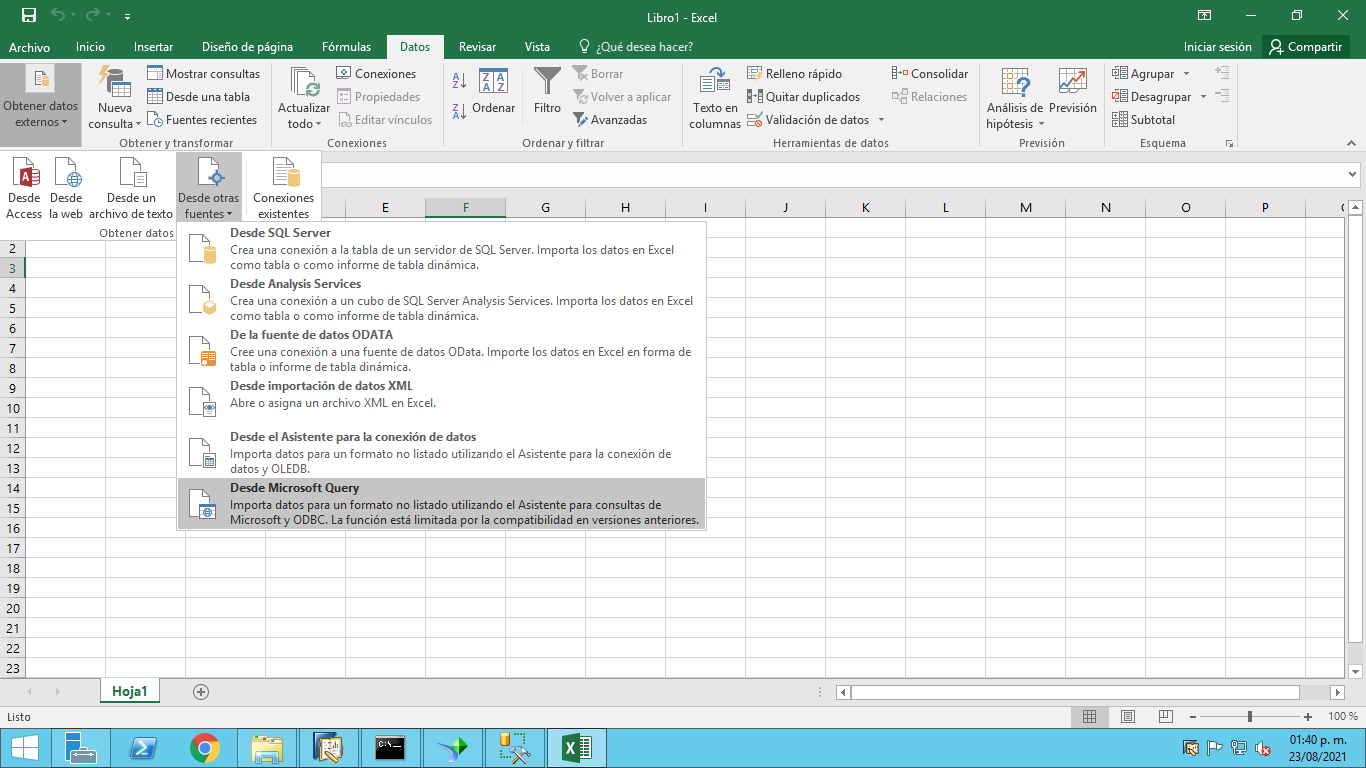 Libro1 - Excel
Archivo Inicio Insertar Diseño de página Fórmulas Datos Revisar Vista ¿Qué desea hacer? Iniciar sesión Compartir
Obtener datos externos
Nueva consulta
Mostrar consultas
Desde una tabla
Fuentes recientes
Obtener y transformar
Actualizar todo
Conexiones
Propiedades
Editar vínculos
Conexiones
A Z
Z A
Z A
A Z
Ordenar
Filtro
Borrar
Volver a aplicar
Avanzadas
Ordenar y filtrar
Texto en columnas
Relleno rápido
Quitar duplicados
Validación de datos
Consolidar
Relaciones
Herramientas de datos
Análisis de hipótesis
Previsión
Previsión
Agrupar
Desagrupar
Subtotal
Esquema
Desde Access
Desde la web
Desde un archivo de texto
Desde otras fuentes
Conexiones existentes
Obtener datos
E F G H I J K L M N O P
Desde SQL Server
Crea una conexión a la tabla de un servidor de SQL Server. Importa los datos en Excel
como tabla o como informe de tabla dinámica.
Desde Analysis Services
Crea una conexión a un cubo de SQL Server Analysis Services. Importa los datos en Excel
como tabla o como informe de tabla dinámica.
De la fuente de datos ODATA
Cree una conexión a una fuente de datos OData. Importe los datos en Excel en forma de
tabla o informe de tabla dinámica.
Desde importación de datos XML
Abre o asigna un archivo XML en Excel.
Desde el Asistente para la conexión de datos
Importa datos para un formato no listado utilizando el Asistente para la conexión de
datos y OLEDB.
Desde Microsoft Query
Importa datos para un formato no listado utilizando el Asistente para consultas de
Microsoft y ODBC. La función está limitada por la compatibilidad en versiones anteriores.
2
3
4
5
6
7
8
9
10
11
12
13
14
15
16
17
18
19
20
21
22
23
Hoja1
Listo
100 %
C:\
01:40 p. m.
23/08/2021